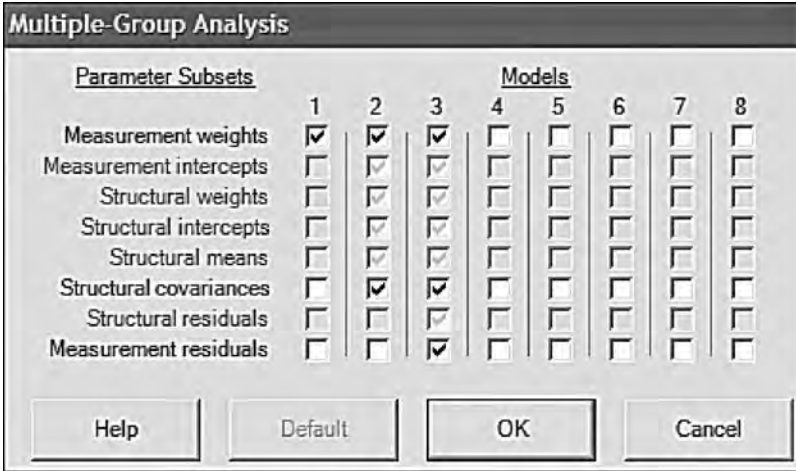 Multiple-Group Analysis
Parameter Subsets Models
1 2 3 4 5 6 7 8
Measurement weights
Measurement intercepts
Structural weights
Structural intercepts
Structural means
Structural covariances
Structural residuals
Measurement residuals
Help Default OK Cancel